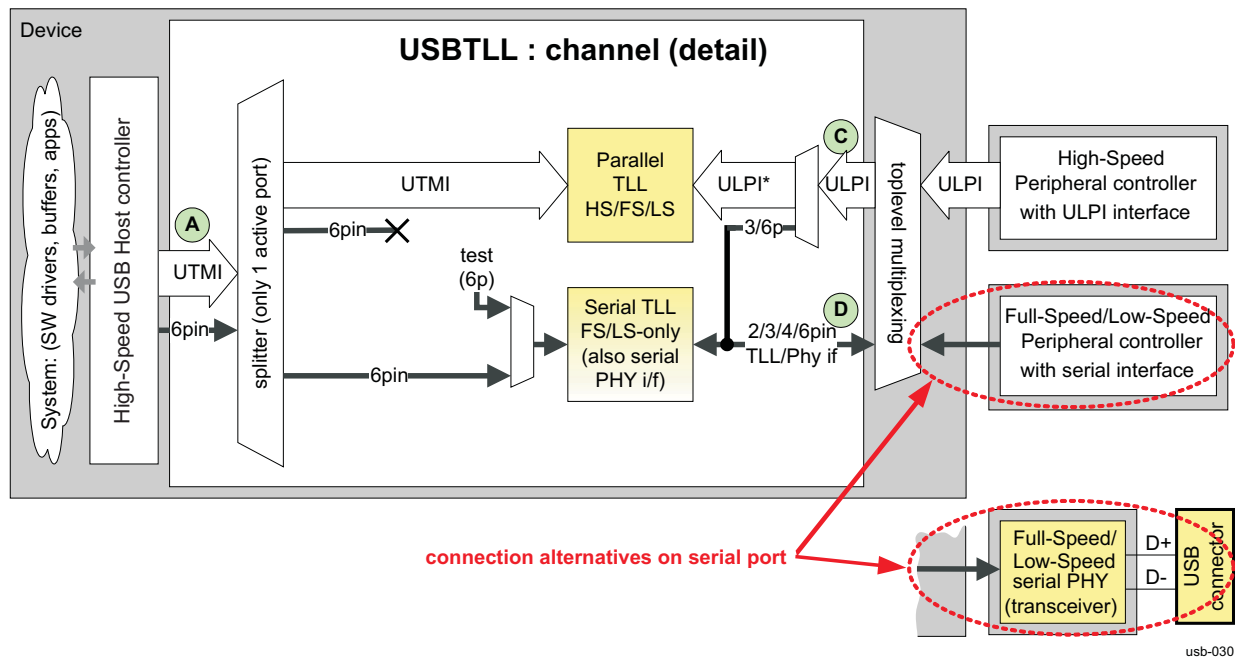 Device
USBTLL : channel (detail)
System: (SW drivers, buffers, apps)
High-Speed USB Host controller
A
UTMI
6pin
splitter (only 1 active port)
UTMI
6pin
test
(6p)
6pin
Parallel
TLL
HS/FS/LS
Serial TLL
FS/LS-only
(also serial
PHY i/f)
ULPI*
3/6p
C
ULPI
D
2/3/4/6pin
TLL/Phy if
toplevel multiplexing
ULPI
High-Speed
Peripheral controller
with ULPI interface
Full-Speed/Low-Speed
Peripheral controller
with serial interface
connection alternatives on serial port
Full-Speed/
Low-Speed
serial PHY
(transceiver)
D+
D-
USB
connector
usb-030